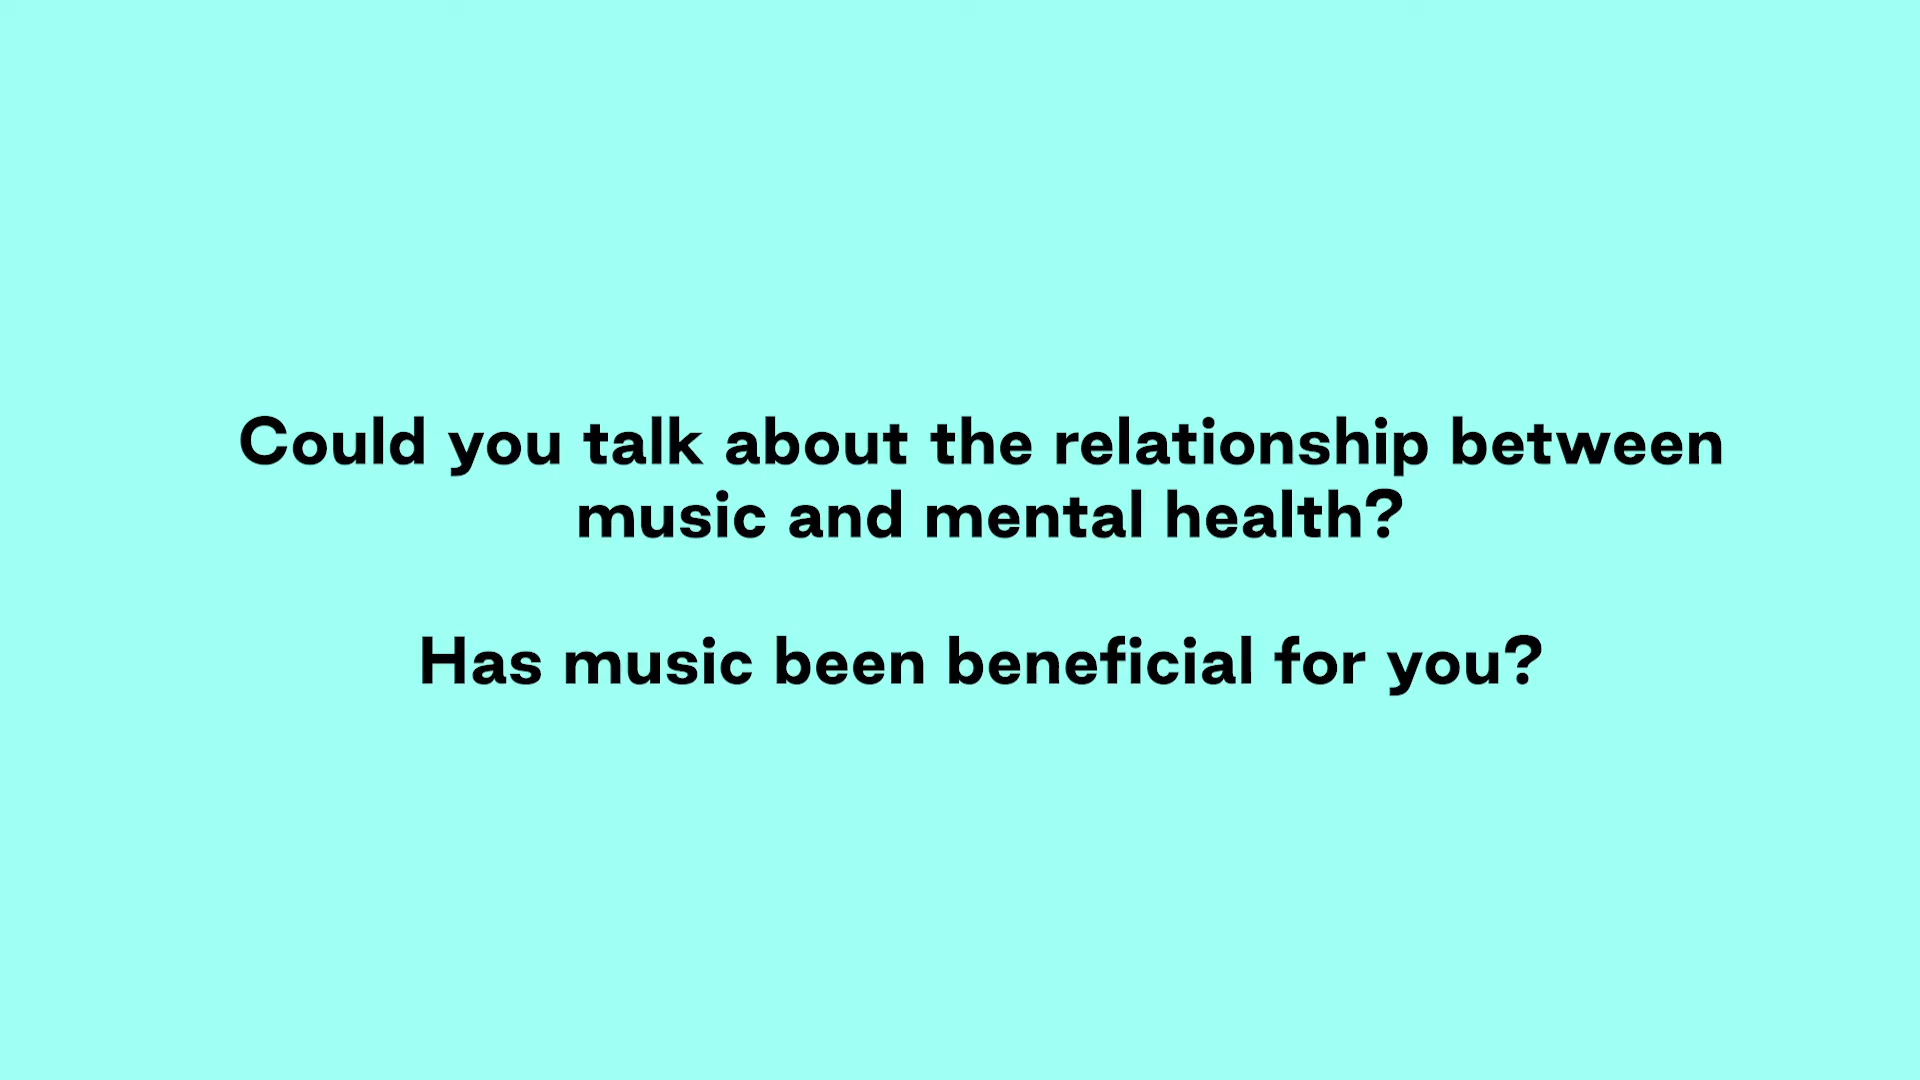 Could you talk about the relationship between
music and mental health?
Has music been beneficial for you?